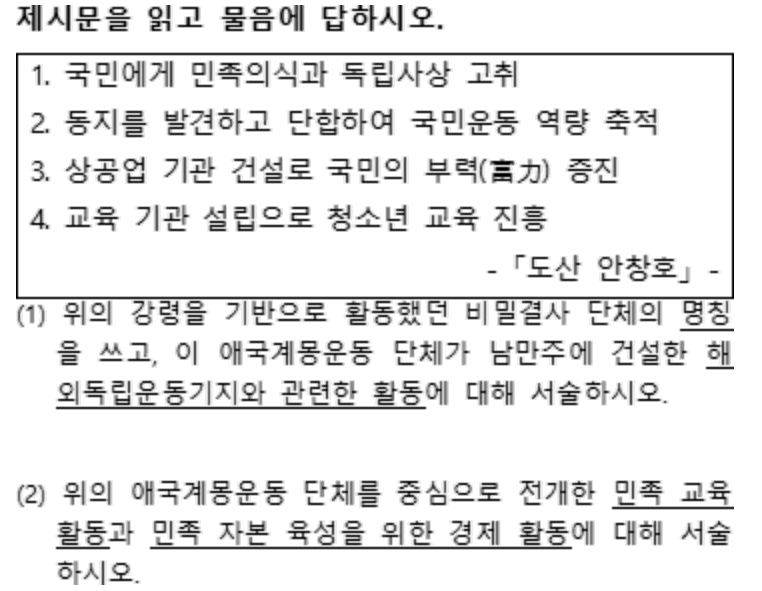 제시문을 읽고 물음에 답하시오.
1. 국민에게 민족의식과 독립사상 고취
2. 동지를 발견하고 단합하여 국민운동 역량 축적
3. 상공업 기관 건설로 국민의 부력(富力) 증진
4. 교육 기관 설립으로 청소년 교육 진흥
-「도산 안창호」-
(1) 위의 강령을 기반으로 활동했던 비밀결사 단체의 명칭
을 쓰고, 이 애국계몽운동 단체가 남만주에 건설한 해
외독립운동기지와 관련한 활동에 대해 서술하시오.
(2) 위의 애국계몽운동 단체를 중심으로 전개한 민족 교육
활동과 민족 자본 육성을 위한 경제 활동에 대해 서술
하시오.